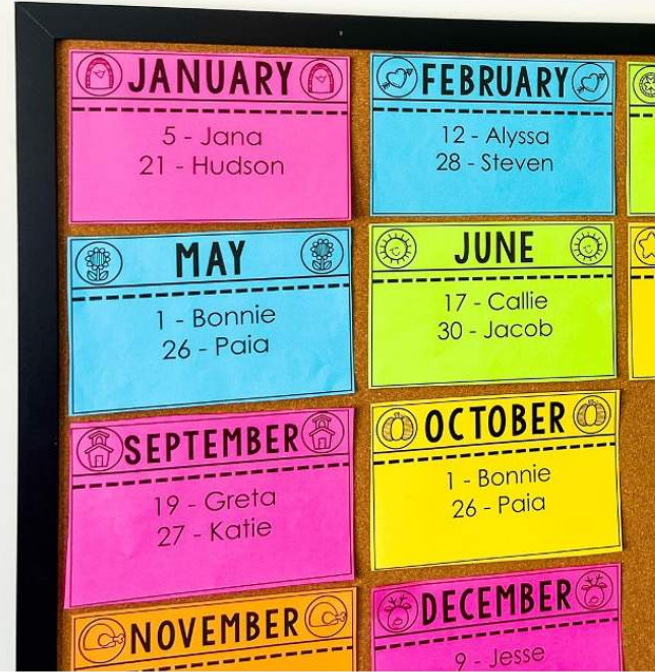 JANUARY
5 - Jana
21 - Hudson
FEBRUARY
12 - Alyssa
28 - Steven
MAY
1 - Bonnie
26 - Paia
JUNE
17 - Callie
30 - Jacob
SEPTEMBER
19 - Greta
27 - Katie
OCTOBER
1 - Bonnie
26 - Paia
NOVEMBER
DECEMBER
9 - Jesse